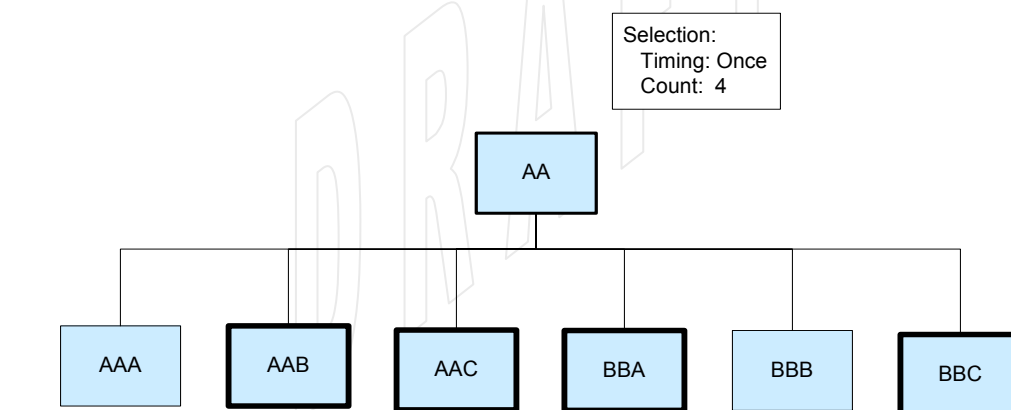 DRAFT
Selection:
Timing: Once
Count: 4
AA
AAA
AAB
AAC
BBA
BBB
BBC